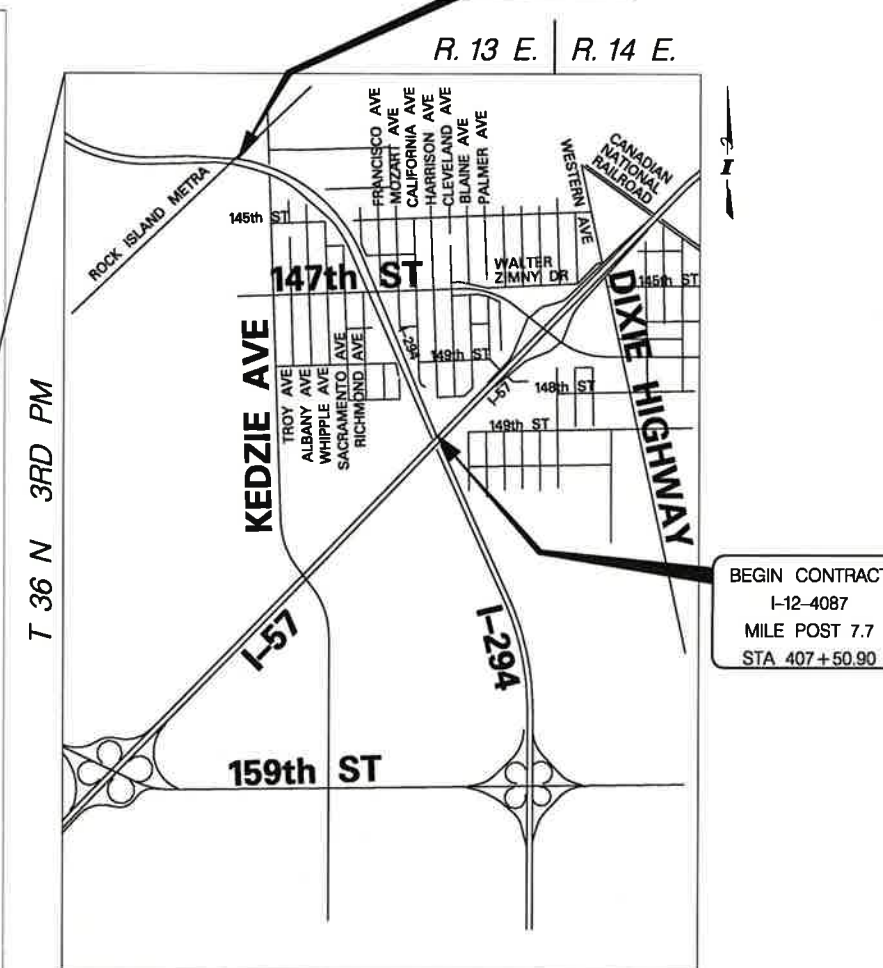 R. 13 E. R. 14 E.
FRANCISCO AVE
MOZART AVE
CALIFORNIA AVE
HARRISON AVE
CLEVELAND AVE
BLAINE AVE
PALMER AVE
WESTERN AVE
CANADIAN
NATIONAL
RAILROAD
ROCK ISLAND METRA
145th ST
147th ST
WALTER
ZIMNY DR
145th ST
DIXIE HIGHWAY
I-294
149th ST
I-57
148th ST
149th ST
KEDZIE AVE
TROY AVE
ALBANY AVE
WHIPPLE AVE
SACRAMENTO AVE
RICHMOND AVE
T 36 N 3RD PM
BEGIN CONTRACT
I-12-4087
MILE POST 7.7
STA 407+50.90
I-57
I-294
159th ST